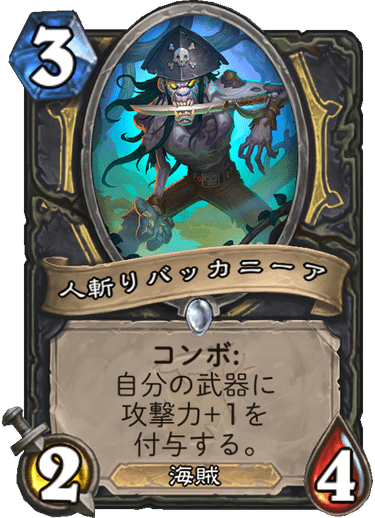 3
人斬りバッカニーア
コンボ:
自分の武器に
攻撃力+1を
付与する。
海賊
2
4